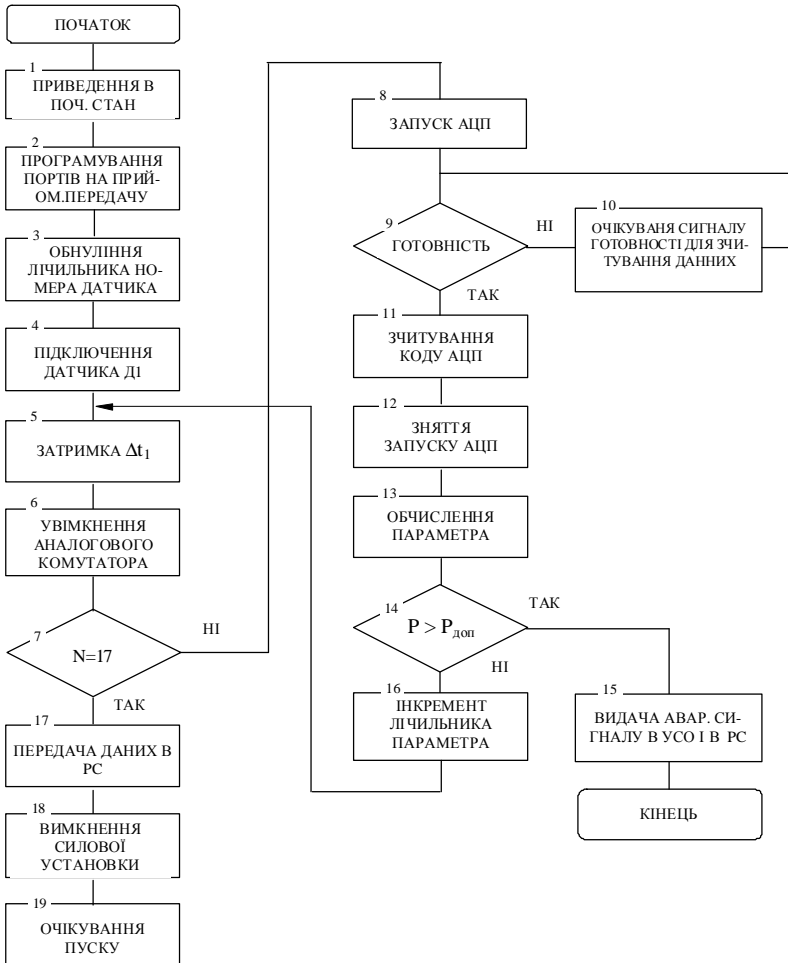 ПОЧАТОК
1
ПРИВЕДЕННЯ В
ПОЧ. СТАН
2
ПРОГРАМУВАННЯ
ПОРТІВ НА ПРИЙ-
ОМ.ПЕРЕДАЧУ
3
ОБНУЛІННЯ
ЛІЧИЛЬНИКА НО-
МЕРА ДАТЧИКА
4
ПІДКЛЮЧЕННЯ
ДАТЧИКА Д1
5
ЗАТРИМКА Δt₁
6
УВІМКНЕННЯ
АНАЛОГОВОГО
КОМУТАТОРА
7
N=17
НІ
ТАК
17
ПЕРЕДАЧА ДАНИХ В
РС
18
ВИМКНЕННЯ
СИЛОВОЇ
УСТАНОВКИ
19
ОЧІКУВАННЯ
ПУСКУ
8
ЗАПУСК АЦП
9
ГОТОВНІСТЬ
НІ
ТАК
10
ОЧІКУВАНЯ СИГНАЛУ
ГОТОВНОСТІ ДЛЯ ЗЧИ-
ТУВАННЯ ДАННИХ
11
ЗЧИТУВАННЯ
КОДУ АЦП
12
ЗНЯТТЯ
ЗАПУСКУ АЦП
13
ОБЧИСЛЕННЯ
ПАРАМЕТРА
14
P > Pдоп
ТАК
НІ
16
ІНКРЕМЕНТ
ЛІЧИЛЬНИКА
ПАРАМЕТРА
15
ВИДАЧА АВАР. СИ-
ГНАЛУ В УСО І В РС
КІНЕЦЬ